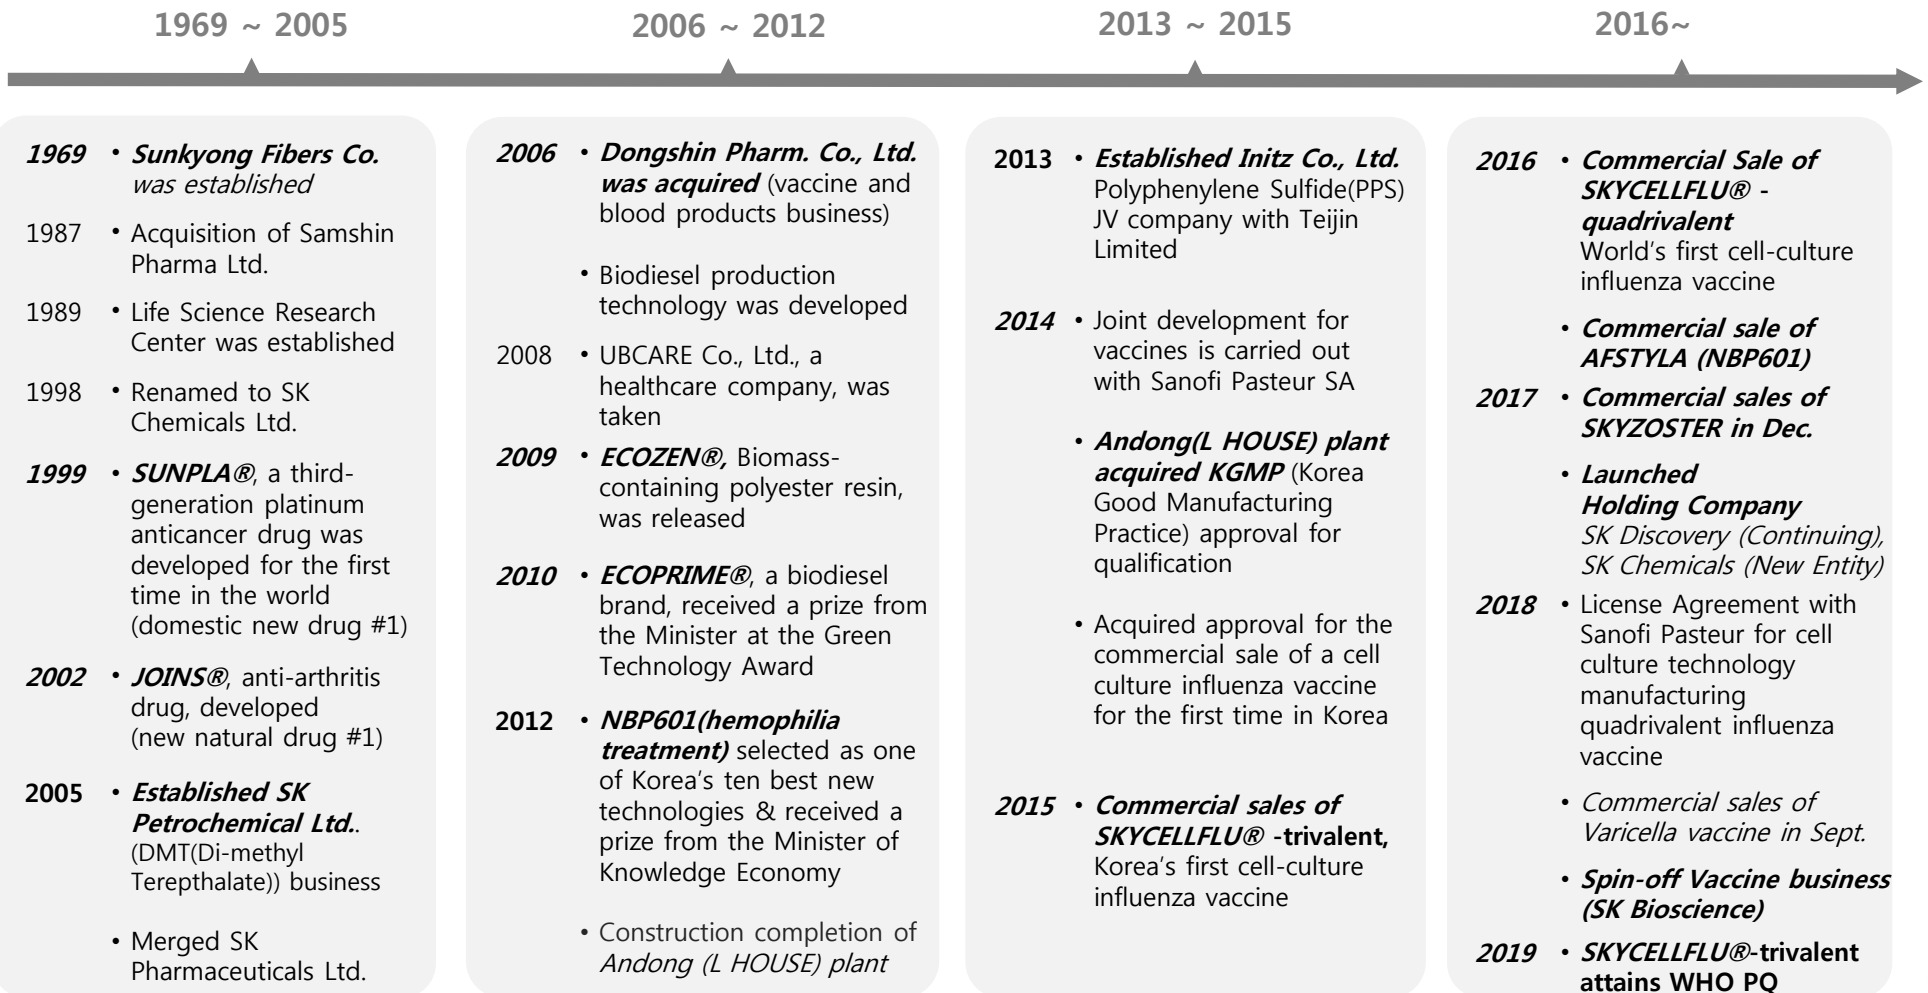 1969 ~ 2005
2006 ~ 2012
2013 ~ 2015
2016~
1969 • Sunkyong Fibers Co.
was established
1987 • Acquisition of Samshin
Pharma Ltd.
1989 • Life Science Research
Center was established
1998 • Renamed to SK
Chemicals Ltd.
1999 • SUNPLA®, a third-
generation platinum
anticancer drug was
developed for the first
time in the world
(domestic new drug #1)
2002 • JOINS®, anti-arthritis
drug, developed
(new natural drug #1)
2005 • Established SK
Petrochemical Ltd..
(DMT(Di-methyl
Terepthalate)) business
• Merged SK
Pharmaceuticals Ltd.
2006 • Dongshin Pharm. Co., Ltd.
was acquired (vaccine and
blood products business)
• Biodiesel production
technology was developed
2008 • UBCARE Co., Ltd., a
healthcare company, was
taken
2009 • ECOZEN®, Biomass-
containing polyester resin,
was released
2010 • ECOPRIME®, a biodiesel
brand, received a prize from
the Minister at the Green
Technology Award
2012 • NBP601(hemophilia
treatment) selected as one
of Korea's ten best new
technologies & received a
prize from the Minister of
Knowledge Economy
• Construction completion of
Andong (L HOUSE) plant
2013 • Established Initz Co., Ltd.
Polyphenylene Sulfide(PPS)
JV company with Teijin
Limited
2014 • Joint development for
vaccines is carried out
with Sanofi Pasteur SA
• Andong(L HOUSE) plant
acquired KGMP (Korea
Good Manufacturing
Practice) approval for
qualification
• Acquired approval for the
commercial sale of a cell
culture influenza vaccine
for the first time in Korea
2015 • Commercial sales of
SKYCELLFLU® -trivalent,
Korea's first cell-culture
influenza vaccine
2016 • Commercial Sale of
SKYCELLFLU® -
quadrivalent
World's first cell-culture
influenza vaccine
• Commercial sale of
AFSTYLA (NBP601)
2017 • Commercial sales of
SKYZOSTER in Dec.
• Launched
Holding Company
SK Discovery (Continuing),
SK Chemicals (New Entity)
2018 • License Agreement with
Sanofi Pasteur for cell
culture technology
manufacturing
quadrivalent influenza
vaccine
• Commercial sales of
Varicella vaccine in Sept.
• Spin-off Vaccine business
(SK Bioscience)
2019 • SKYCELLFLU®-trivalent
attains WHO PQ